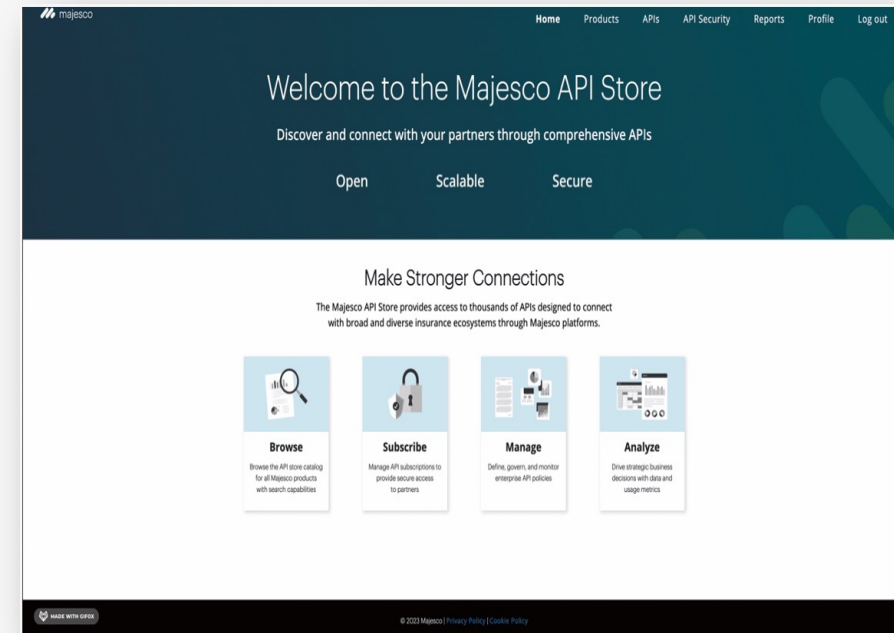 majesco
Home Products APIs API Security Reports Profile Log out
Welcome to the Majesco API Store
Discover and connect with your partners through comprehensive APIs
Open Scalable Secure
Make Stronger Connections
The Majesco API Store provides access to thousands of APIs designed to connect
with broad and diverse insurance ecosystems through Majesco platforms.
Browse
Browse the API store catalog
for all Majesco products
with search capabilities
Subscribe
Manage API subscriptions to
provide secure access
to partners
Manage
Define, govern, and monitor
enterprise API policies
Analyze
Drive strategic business
decisions with data and
usage metrics
MADE WITH GIFOX
© 2023 Majesco | Privacy Policy | Cookie Policy